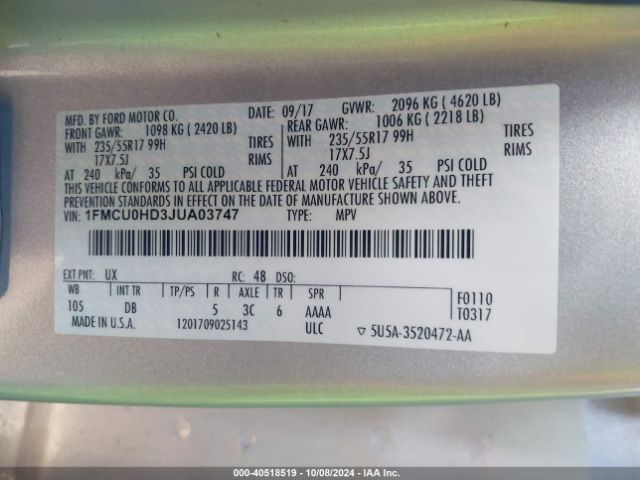 MFD. BY FORD MOTOR CO. DATE: 09/17 GVWR: 2096 KG ( 4620 LB)
FRONT GAWR: 1098 KG ( 2420 LB) REAR GAWR: 1006 KG ( 2218 LB)
WITH 235/55R17 99H TIRES WITH 235/55R17 99H TIRES
17X7.5J RIMS 17X7.5J RIMS
AT 240 kPa/ 35 PSI COLD AT 240 kPa/ 35 PSI COLD
THIS VEHICLE CONFORMS TO ALL APPLICABLE FEDERAL MOTOR VEHICLE SAFETY AND THEFT
PREVENTION STANDARDS IN EFFECT ON THE DATE OF MANUFACTURE SHOWN ABOVE.
VIN: 1FMCU0HD3JUA03747 TYPE: MPV
EXT PNT: UX RC: 48 DSO:
WB INT TR TP/PS R AXLE TR SPR F0110
105 DB 5 3C 6 AAAA T0317
MADE IN U.S.A. 1201709025143 ULC ▽ 5U5A-3520472-AA
000-40518519 - 10/08/2024 - IAA Inc.